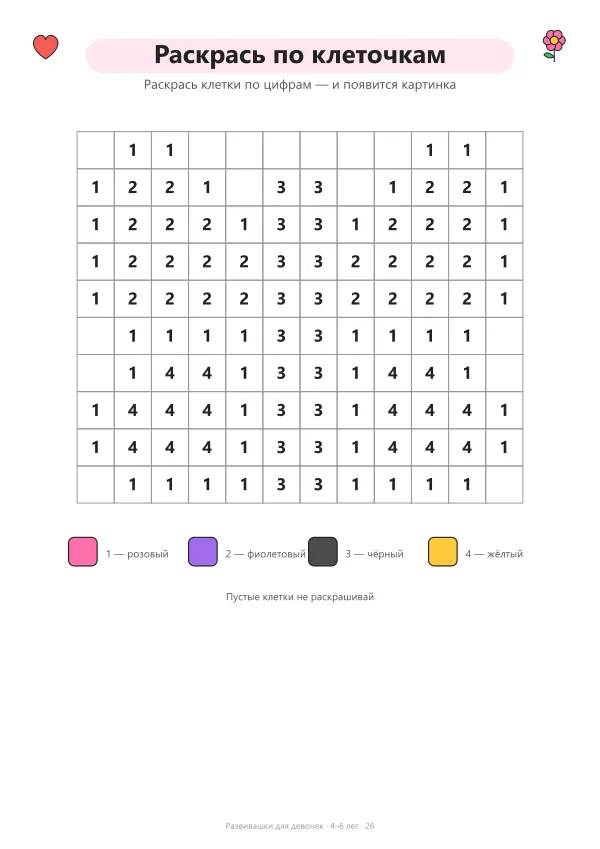 Раскрась по клеточкам
Раскрась клетки по цифрам — и появится картинка
1 1 1 1
1 2 2 1 3 3 1 2 2 1
1 2 2 2 1 3 3 1 2 2 2 1
1 2 2 2 2 3 3 2 2 2 2 1
1 2 2 2 2 3 3 2 2 2 2 1
1 1 1 1 3 3 1 1 1 1
1 4 4 1 3 3 1 4 4 1
1 4 4 4 1 3 3 1 4 4 4 1
1 4 4 4 1 3 3 1 4 4 4 1
1 1 1 1 3 3 1 1 1 1
1 — розовый 2 — фиолетовый 3 — чёрный 4 — жёлтый
Пустые клетки не раскрашивай
Развивашки для девочек · 4–6 лет · 26